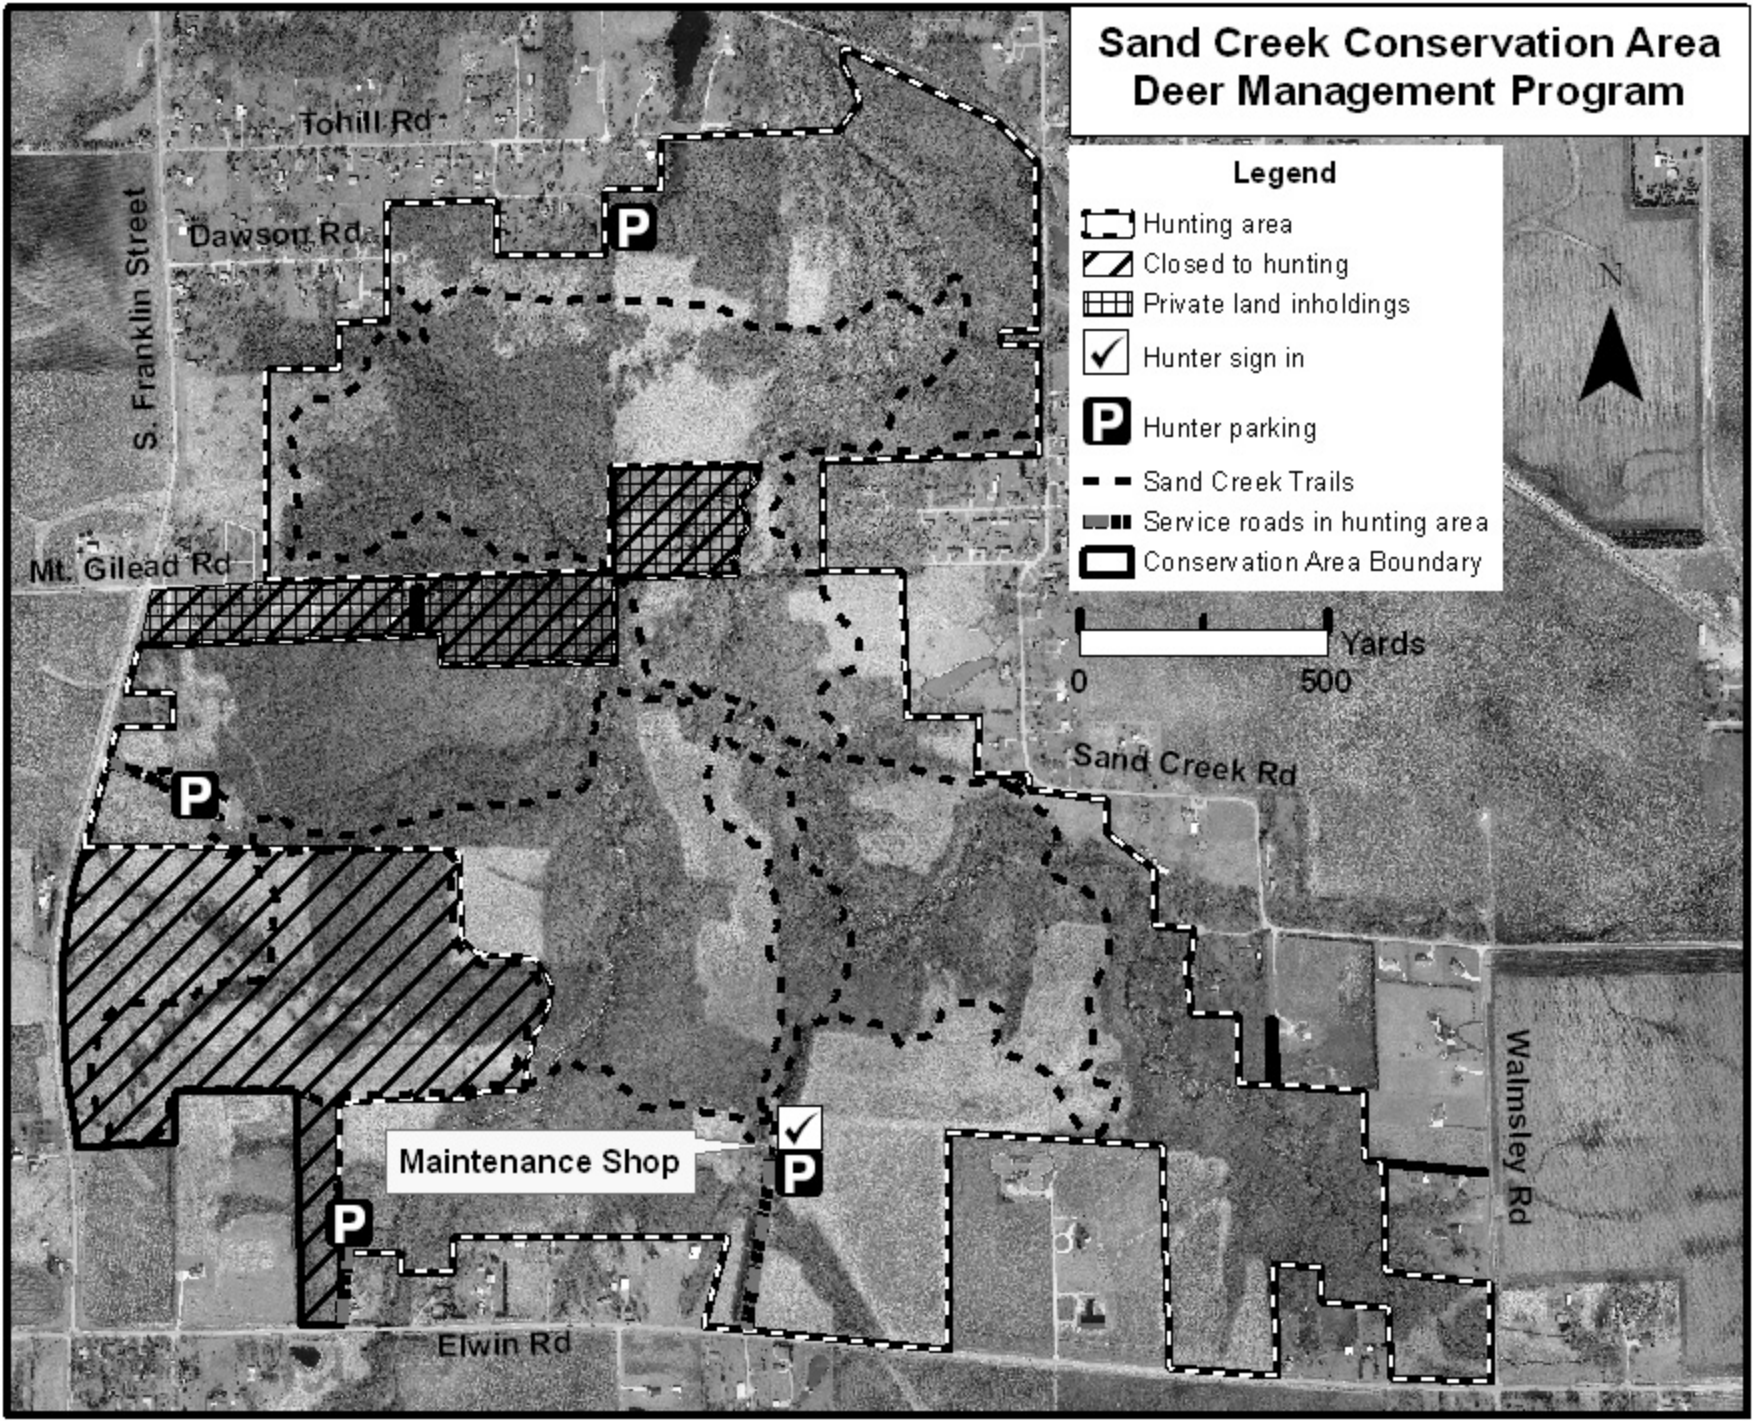 Sand Creek Conservation Area
Deer Management Program
Legend
Hunting area
Closed to hunting
Private land inholdings
Hunter sign in
P
Hunter parking
Sand Creek Trails
Service roads in hunting area
Conservation Area Boundary
N
Yards
0
500
Tohill Rd
Dawson Rd
S. Franklin Street
P
Mt. Gilead Rd
Sand Creek Rd
P
Walmsley Rd
Maintenance Shop
P
P
Elwin Rd